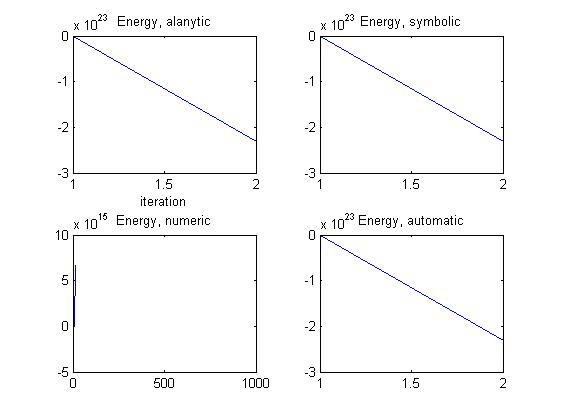 x 10^23 Energy, alanytic
0
-1
-2
-3
1 1.5 2
iteration
x 10^23 Energy, symbolic
0
-1
-2
-3
1 1.5 2
x 10^15 Energy, numeric
10
5
0
-5
0 500 1000
x 10^23 Energy, automatic
0
-1
-2
-3
1 1.5 2